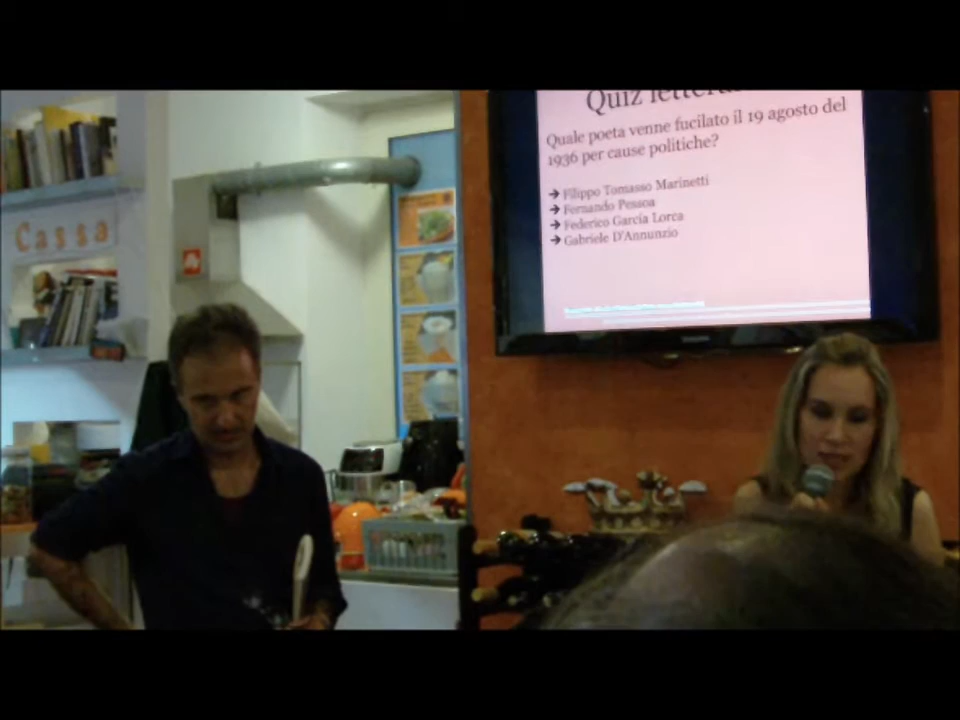 Cassa
Quiz
Quale poeta venne fucilato il 19 agosto del
1936 per cause politiche?
→ Filippo Tomasso Marinetti
→ Fernando Pessoa
→ Federico García Lorca
→ Gabriele D'Annunzio